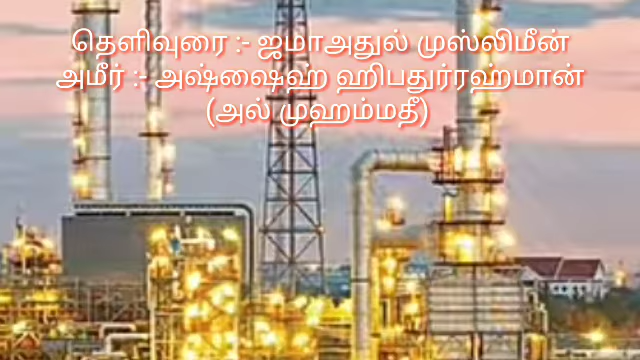 தெளிவுரை :- ஜமாஅதுல் முஸ்லிமீன்
அமீர் :- அஷ்ஷைஹ் ஹிபதுர்ரஹ்மான்
(அல் முஹம்மதீ)